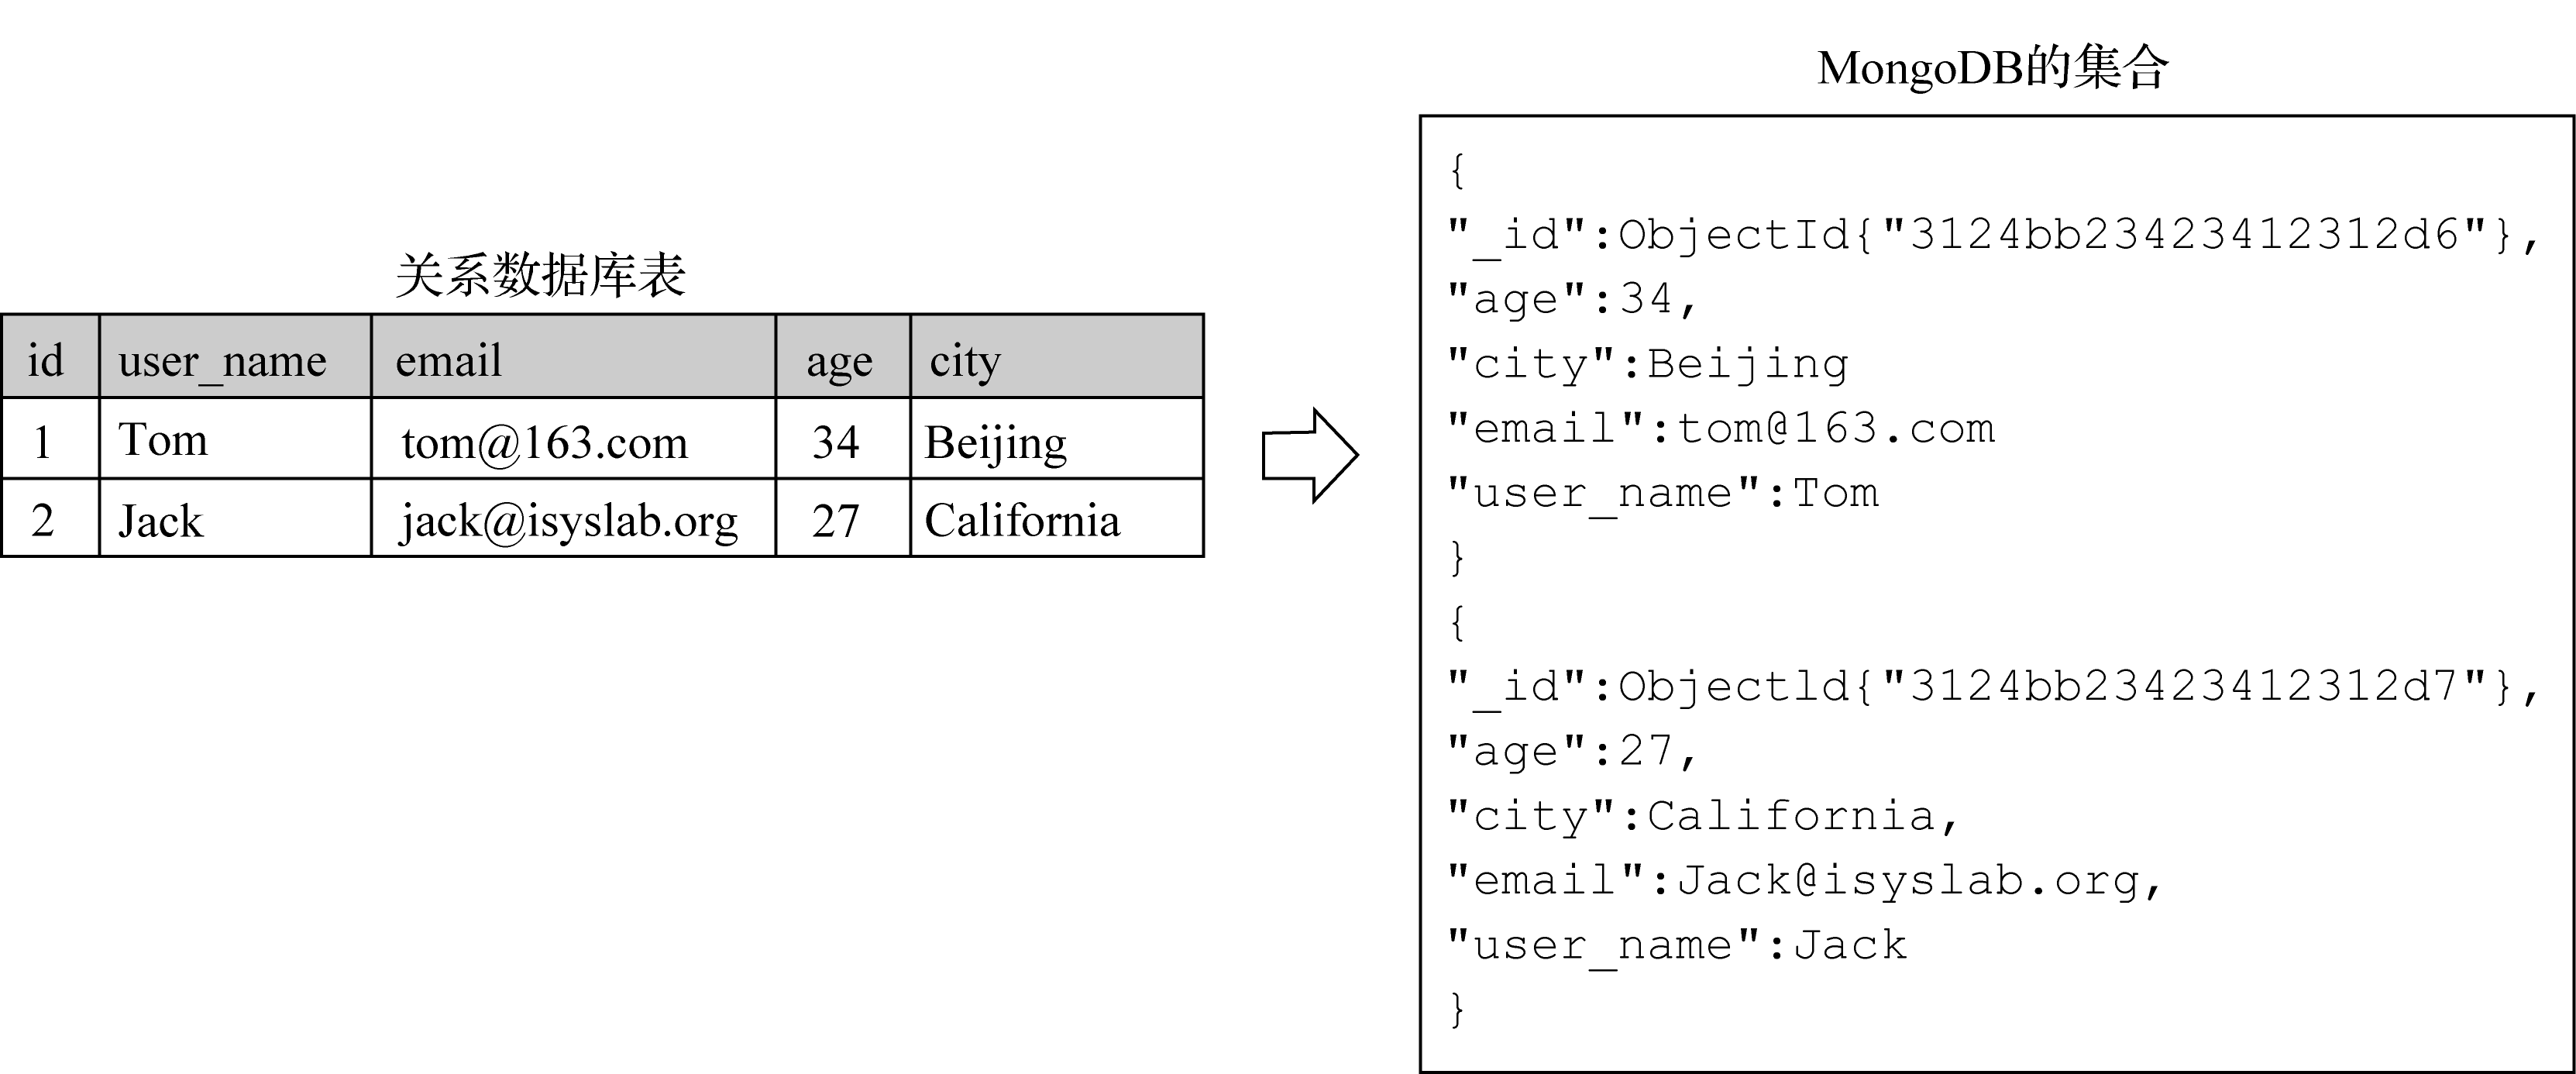 关系数据库表
id user_name email age city
1 Tom tom@163.com 34 Beijing
2 Jack jack@isyslab.org 27 California
MongoDB的集合
{
"_id":ObjectId{"3124bb23423412312d6"},
"age":34,
"city":Beijing
"email":tom@163.com
"user_name":Tom
}
{
"_id":Objectld{"3124bb23423412312d7"},
"age":27,
"city":California,
"email":Jack@isyslab.org,
"user_name":Jack
}